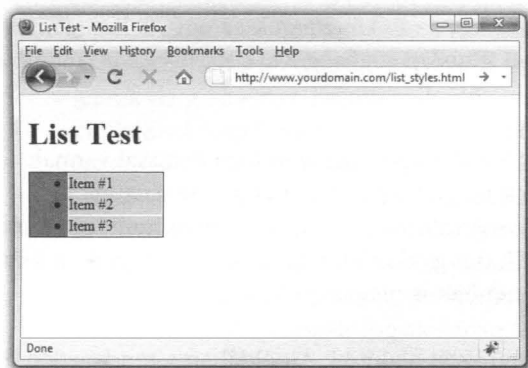 List Test - Mozilla Firefox
File Edit View History Bookmarks Tools Help
http://www.yourdomain.com/list_styles.html
List Test
• Item #1
• Item #2
• Item #3
Done